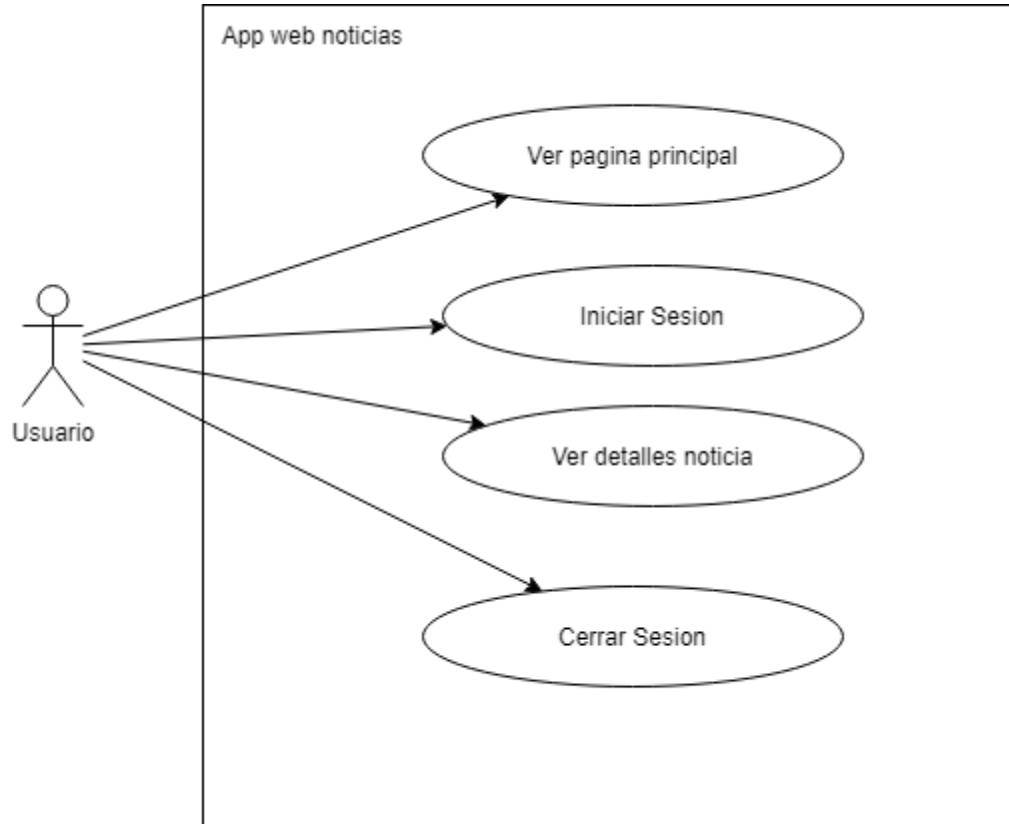 App web noticias
Ver pagina principal
Iniciar Sesion
Ver detalles noticia
Usuario
Cerrar Sesion